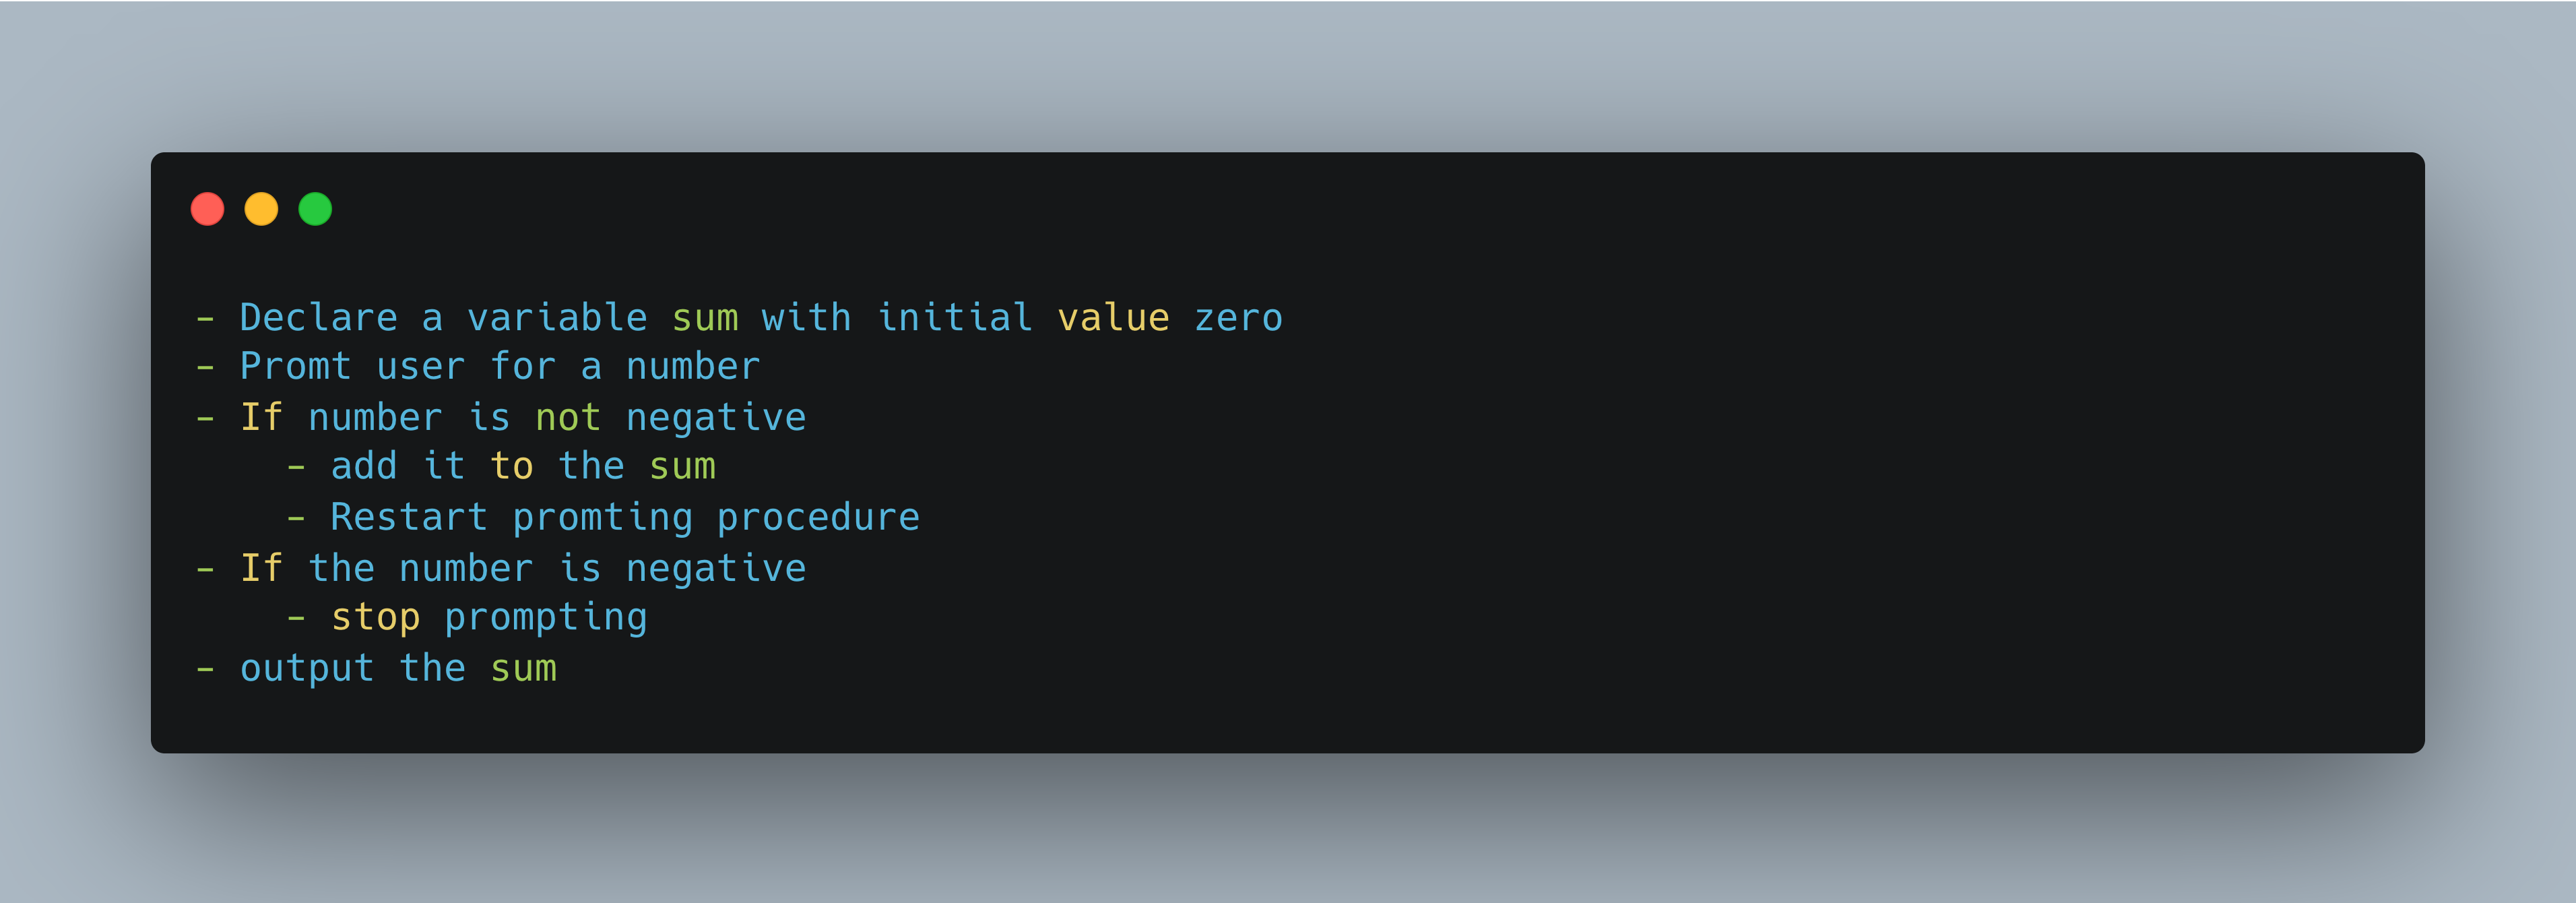 - Declare a variable sum with initial value zero
- Promt user for a number
- If number is not negative
    - add it to the sum
    - Restart promting procedure
- If the number is negative
    - stop prompting
- output the sum